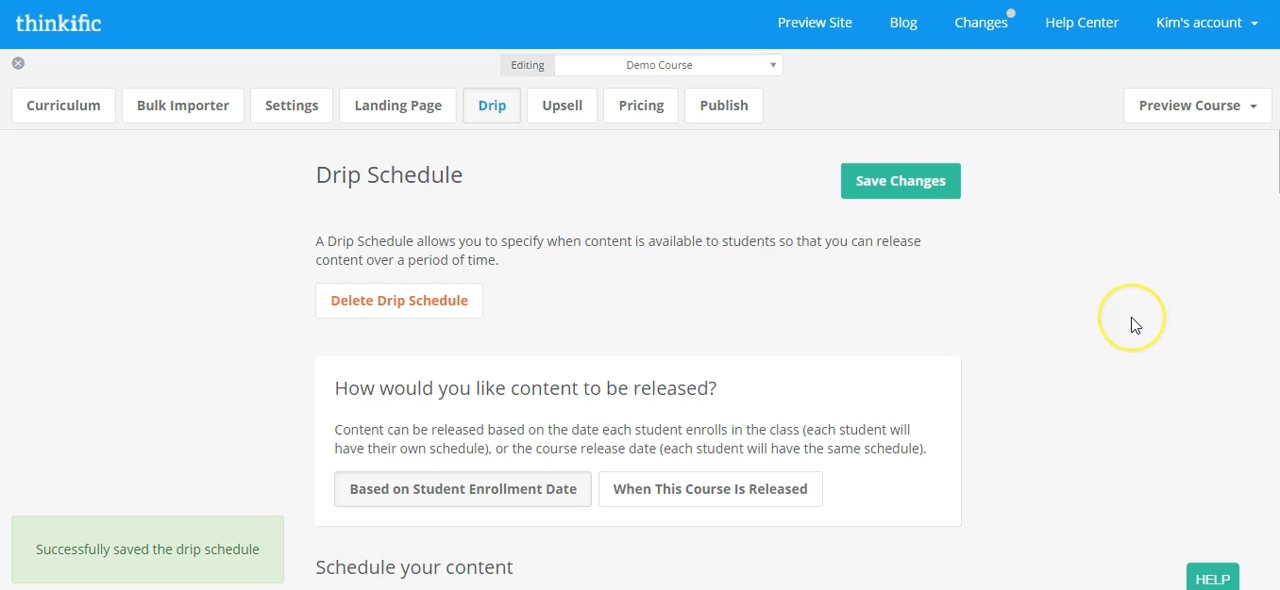 thinkific
Preview Site
Blog
Changes
Help Center
Kim's account
Editing
Demo Course
Curriculum
Bulk Importer
Settings
Landing Page
Drip
Upsell
Pricing
Publish
Preview Course
Drip Schedule
Save Changes
A Drip Schedule allows you to specify when content is available to students so that you can release
content over a period of time.
Delete Drip Schedule
How would you like content to be released?
Content can be released based on the date each student enrolls in the class (each student will
have their own schedule), or the course release date (each student will have the same schedule).
Based on Student Enrollment Date
When This Course Is Released
Successfully saved the drip schedule
Schedule your content
HELP